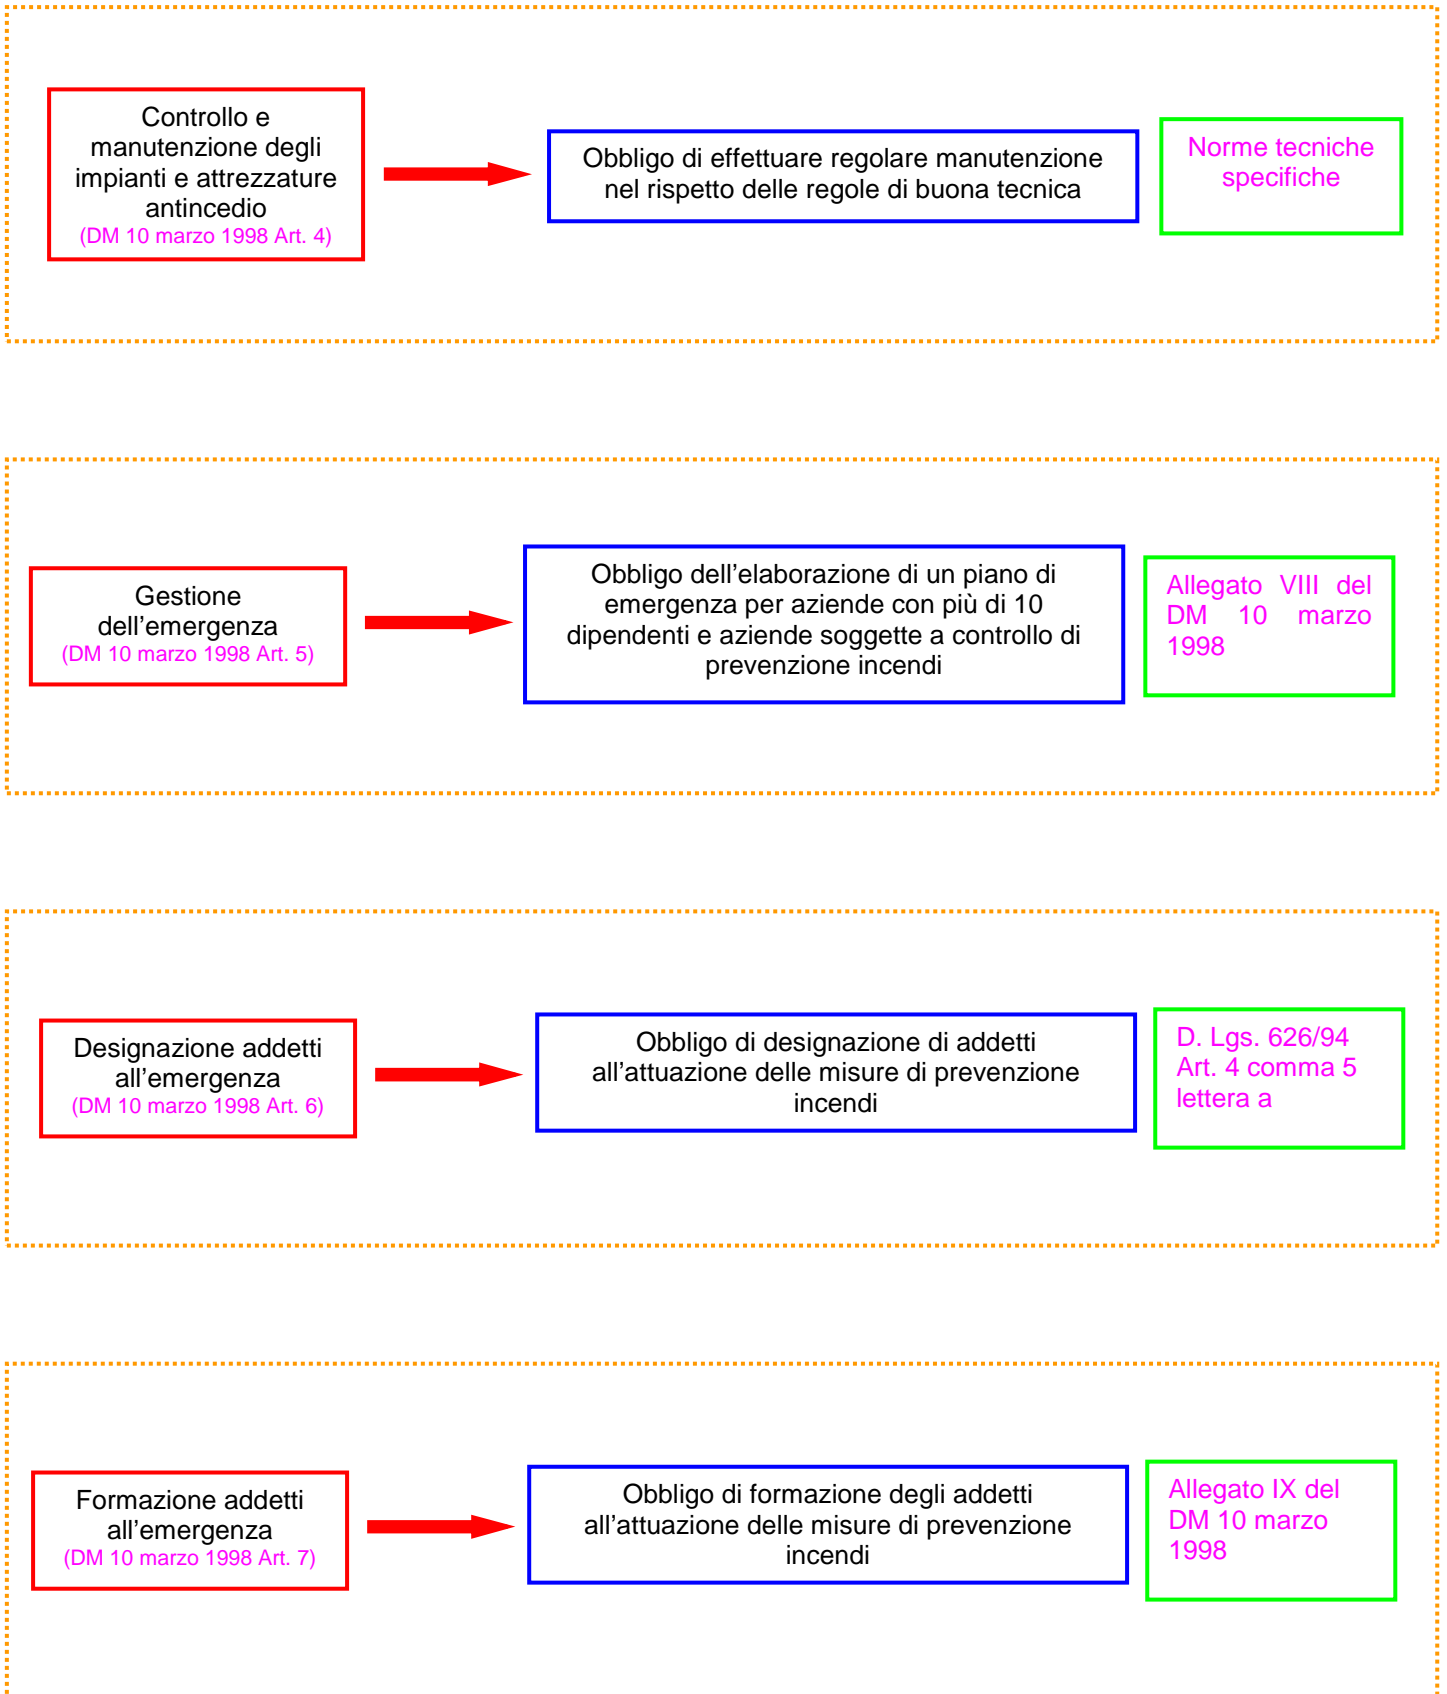 Controllo e
manutenzione degli
impianti e attrezzature
antincedio
(DM 10 marzo 1998 Art. 4)
Obbligo di effettuare regolare manutenzione
nel rispetto delle regole di buona tecnica
Norme tecniche
specifiche
Gestione
dell’emergenza
(DM 10 marzo 1998 Art. 5)
Obbligo dell’elaborazione di un piano di
emergenza per aziende con più di 10
dipendenti e aziende soggette a controllo di
prevenzione incendi
Allegato VIII del
DM 10 marzo
1998
Designazione addetti
all’emergenza
(DM 10 marzo 1998 Art. 6)
Obbligo di designazione di addetti
all’attuazione delle misure di prevenzione
incendi
D. Lgs. 626/94
Art. 4 comma 5
lettera a
Formazione addetti
all’emergenza
(DM 10 marzo 1998 Art. 7)
Obbligo di formazione degli addetti
all’attuazione delle misure di prevenzione
incendi
Allegato IX del
DM 10 marzo
1998